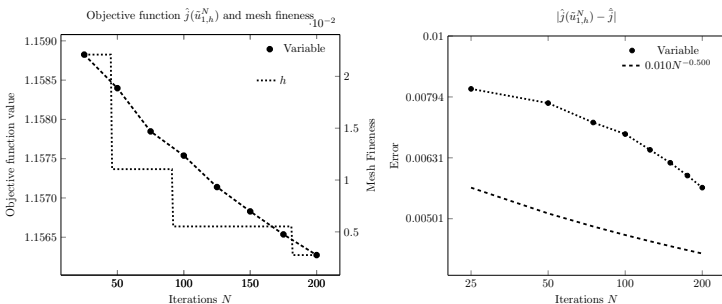 Objective function ĵ(ũ^N_{1,h}) and mesh fineness
·10^{−2}
1.1590
1.1585
1.1580
1.1575
1.1570
1.1565
Objective function value
50
100
150
200
Iterations N
2
1.5
1
0.5
Mesh Fineness
Variable
h
|ĵ(ũ^N_{1,h}) − ĵ̄|
0.01
0.00794
0.00631
0.00501
Error
25
50
100
200
Iterations N
Variable
0.010N^{−0.500}